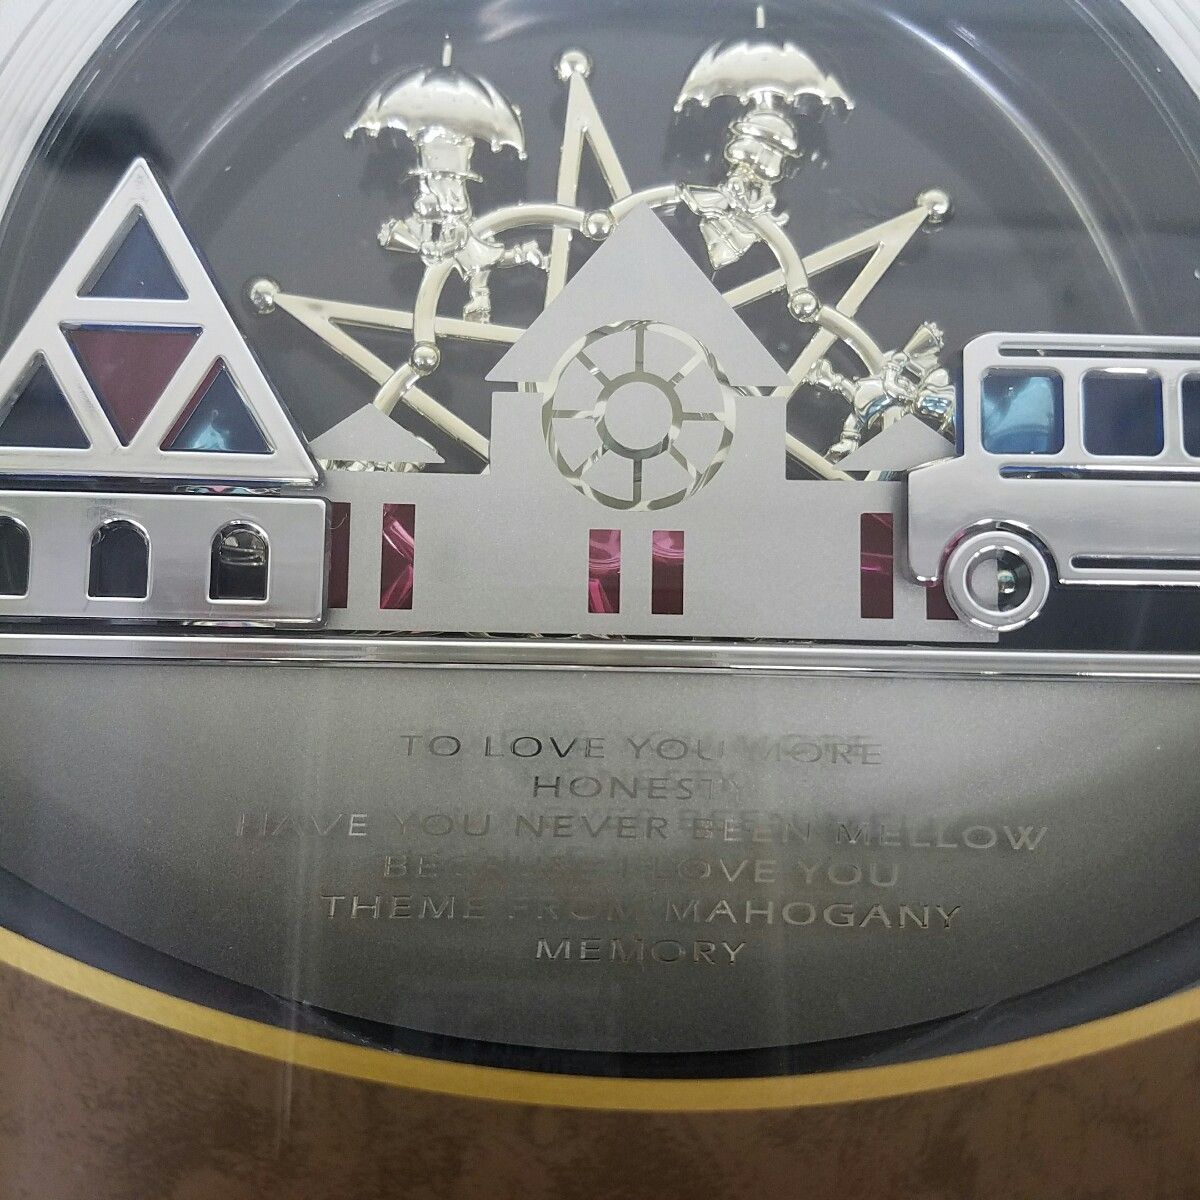 TO LOVE YOU MORE
HONESTY
HAVE YOU NEVER BEEN MELLOW
BECAUSE I LOVE YOU
THEME FROM MAHOGANY
MEMORY